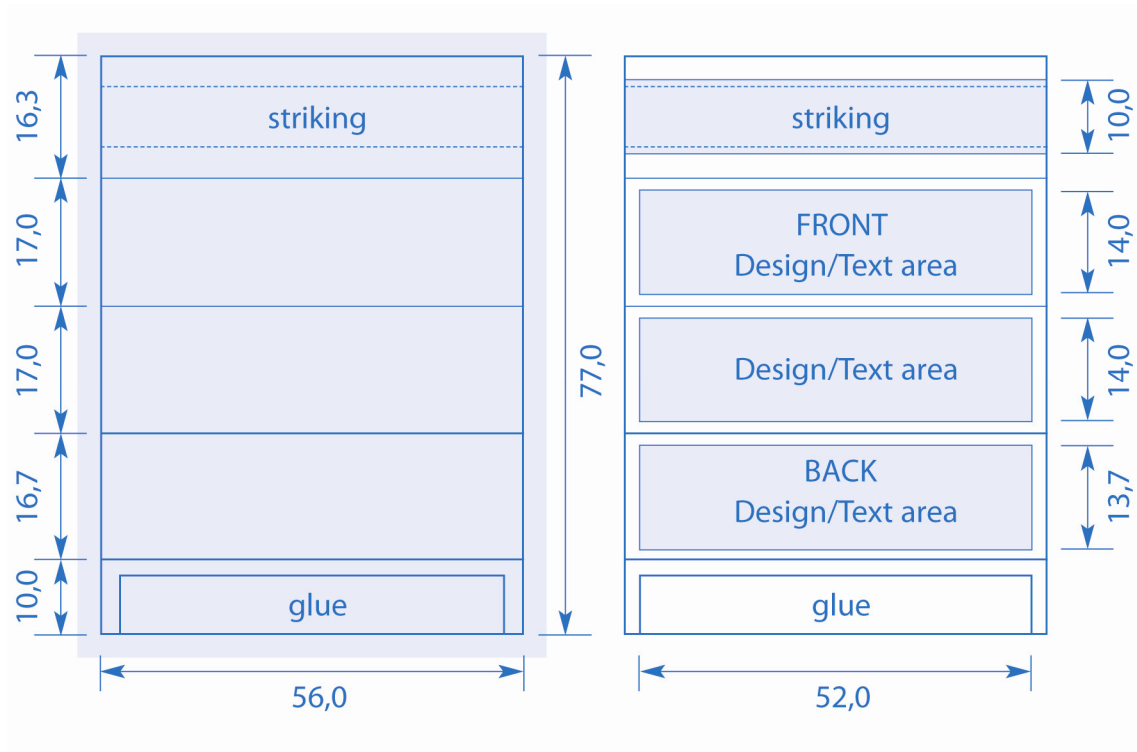 striking
16,3
17,0
17,0
16,7
10,0
glue
56,0
77,0
striking
FRONT
Design/Text area
Design/Text area
BACK
Design/Text area
glue
52,0
10,0
14,0
14,0
13,7